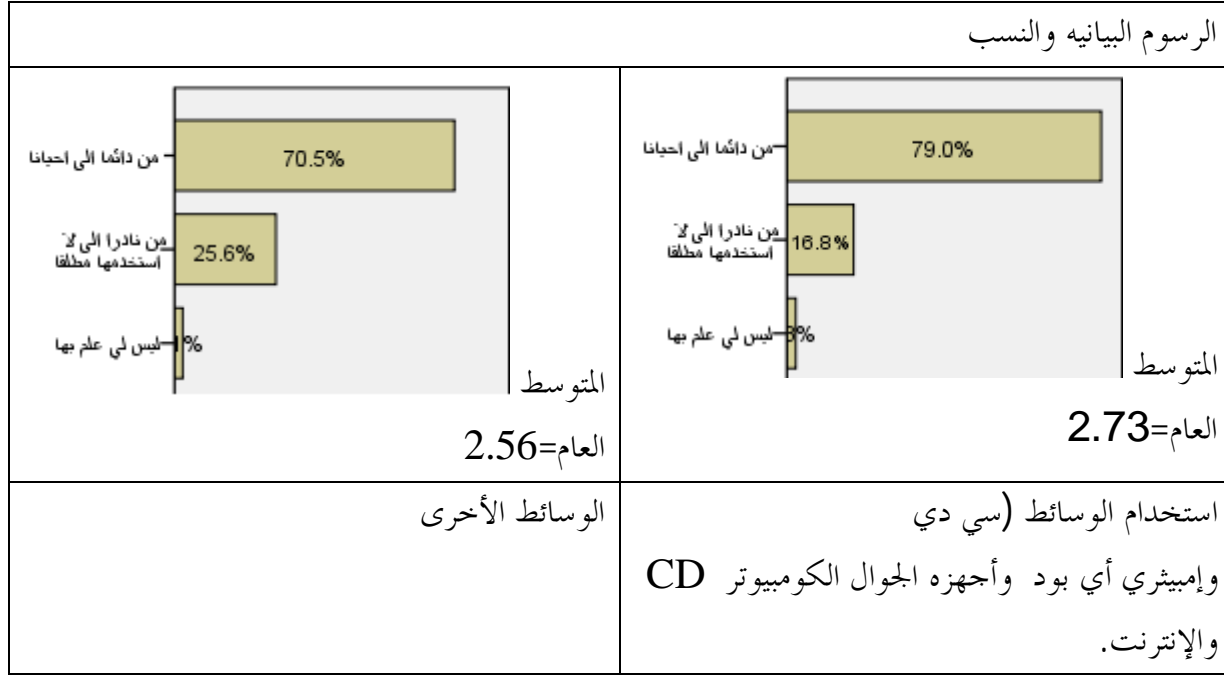 الرسوم البيانيه والنسب
من دائما الى احيانا
79.0%
من نادرا الى لا
استخدمها مطلقا
16.8%
ليس لي علم بها
%
المتوسط
العام=2.73
من دائما الى احيانا
70.5%
من نادرا الى لا
استخدمها مطلقا
25.6%
ليس لي علم بها
%
المتوسط
العام=2.56
استخدام الوسائط (سي دي
وإمبيثري أي بود وأجهزه الجوال الكومبيوتر CD
والإنترنت.
الوسائط الأخرى